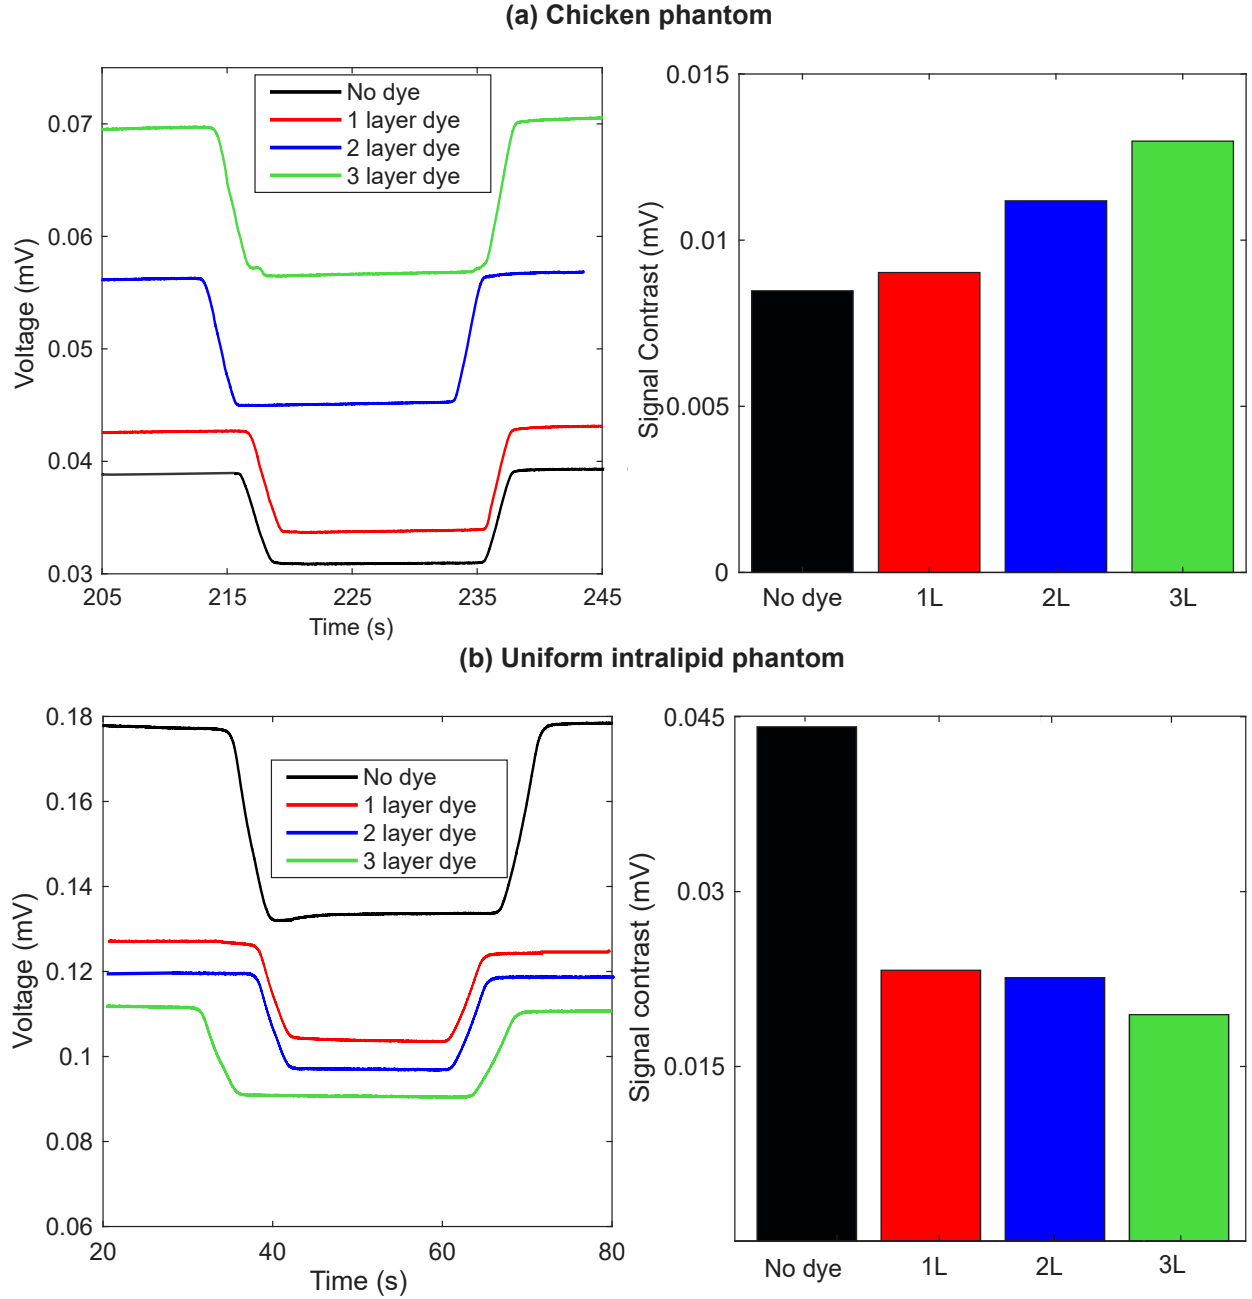 (a) Chicken phantom
No dye
1 layer dye
2 layer dye
3 layer dye
0.07
0.06
0.05
0.04
0.03
Voltage (mV)
205
215
225
235
245
Time (s)
0.015
0.01
0.005
0
Signal Contrast (mV)
No dye
1L
2L
3L
(b) Uniform intralipid phantom
0.18
0.16
0.14
0.12
0.1
0.08
0.06
Voltage (mV)
No dye
1 layer dye
2 layer dye
3 layer dye
20
40
60
80
Time (s)
0.045
0.03
0.015
Signal contrast (mV)
No dye
1L
2L
3L